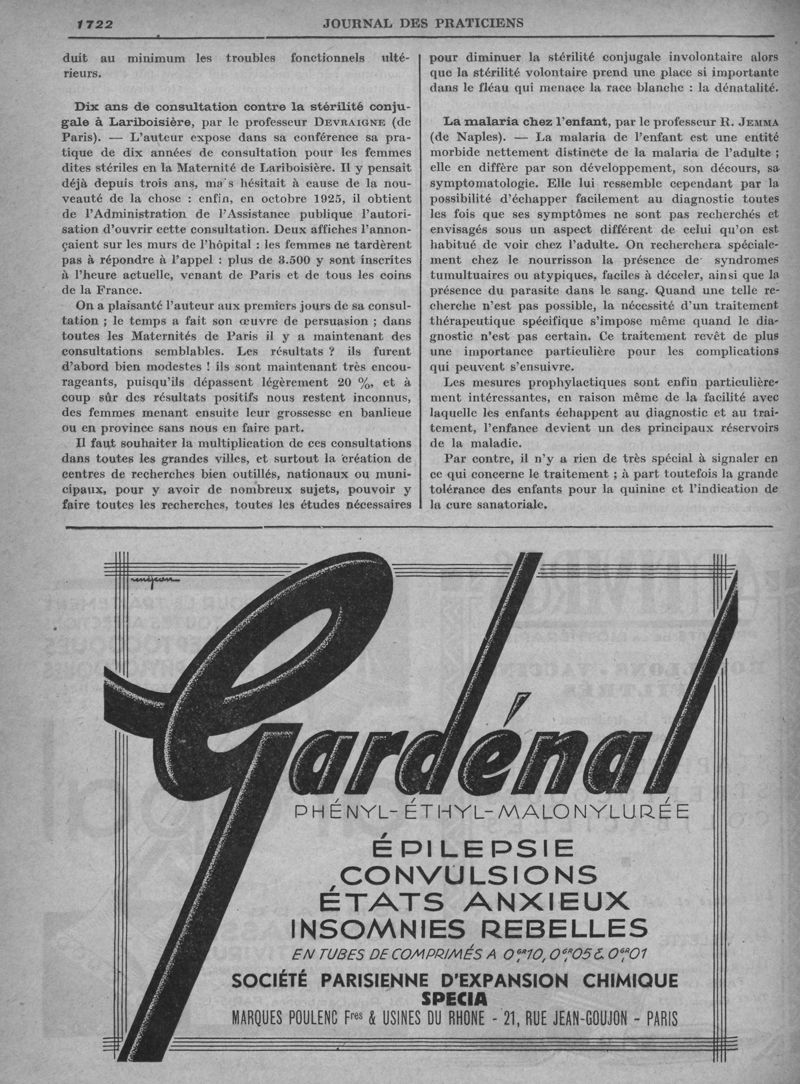 1722
JOURNAL DES PRATICIENS
duit au minimum les troubles fonctionnels ulté-
rieurs.
Dix ans de consultation contre la stérilité conju-
gale à Lariboisière, par le professeur DEVRAIGNE (de
Paris). — L'auteur expose dans sa conférence sa pra-
tique de dix années de consultation pour les femmes
dites stériles en la Maternité de Lariboisière. Il y pensait
déjà depuis trois ans, ma's hésitait à cause de la nou-
veauté de la chose : enfin, en octobre 1925, il obtient
de l'Administration de l'Assistance publique l'autori-
sation d'ouvrir cette consultation. Deux affiches l'annon-
çaient sur les murs de l'hôpital : les femmes ne tardèrent
pas à répondre à l'appel : plus de 3.500 y sont inscrites
à l'heure actuelle, venant de Paris et de tous les coins
de la France.
On a plaisanté l'auteur aux premiers jours de sa consul-
tation ; le temps a fait son œuvre de persuasion ; dans
toutes les Maternités de Paris il y a maintenant des
consultations semblables. Les résultats ? ils furent
d'abord bien modestes ! ils sont maintenant très encou-
rageants, puisqu'ils dépassent légèrement 20 %, et à
coup sûr des résultats positifs nous restent inconnus,
des femmes menant ensuite leur grossesse en banlieue
ou en province sans nous en faire part.
Il faut souhaiter la multiplication de ces consultations
dans toutes les grandes villes, et surtout la création de
centres de recherches bien outillés, nationaux ou muni-
cipaux, pour y avoir de nombreux sujets, pouvoir y
faire toutes les recherches, toutes les études nécessaires
pour diminuer la stérilité conjugale involontaire alors
que la stérilité volontaire prend une place si importante
dans le fléau qui menace la race blanche : la dénatalité.
La malaria chez l'enfant, par le professeur R. JEMMA
(de Naples). — La malaria de l'enfant est une entité
morbide nettement distincte de la malaria de l'adulte ;
elle en diffère par son développement, son décours, sa
symptomatologie. Elle lui ressemble cependant par la
possibilité d'échapper facilement au diagnostic toutes
les fois que ses symptômes ne sont pas recherchés et
envisagés sous un aspect différent de celui qu'on est
habitué de voir chez l'adulte. On recherchera spéciale-
ment chez le nourrisson la présence de syndromes
tumultuaires ou atypiques, faciles à déceler, ainsi que la
présence du parasite dans le sang. Quand une telle re-
cherche n'est pas possible, la nécessité d'un traitement
thérapeutique spécifique s'impose même quand le dia-
gnostic n'est pas certain. Ce traitement revêt de plus
une importance particulière pour les complications
qui peuvent s'ensuivre.
Les mesures prophylactiques sont enfin particulière-
ment intéressantes, en raison même de la facilité avec
laquelle les enfants échappent au diagnostic et au trai-
tement, l'enfance devient un des principaux réservoirs
de la maladie.
Par contre, il n'y a rien de très spécial à signaler en
ce qui concerne le traitement ; à part toutefois la grande
tolérance des enfants pour la quinine et l'indication de
la cure sanatoriale.
Gardénal
PHÉNYL-ÉTHYL-MALONYLURÉE
ÉPILEPSIE
CONVULSIONS
ÉTATS ANXIEUX
INSOMNIES REBELLES
EN TUBES DE COMPRIMÉS A 0GR,10, 0GR,05 & 0GR,01
SOCIÉTÉ PARISIENNE D'EXPANSION CHIMIQUE
SPECIA
MARQUES POULENC Fres & USINES DU RHONE - 21, RUE JEAN-GOUJON - PARIS